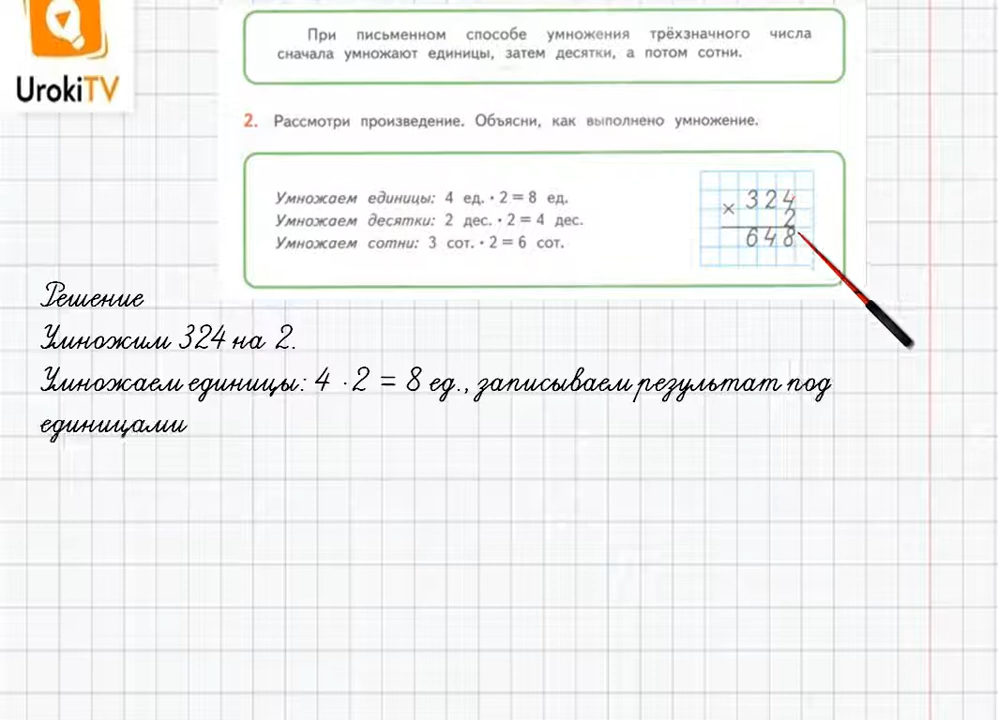 UrokiTV
При письменном способе умножения трёхзначного числа
сначала умножают единицы, затем десятки, а потом сотни.
2. Рассмотри произведение. Объясни, как выполнено умножение.
Умножаем единицы: 4 ед. · 2 = 8 ед.
Умножаем десятки: 2 дес. · 2 = 4 дес.
Умножаем сотни: 3 сот. · 2 = 6 сот.
324
×
2
648
Решение
Умножим 324 на 2.
Умножаем единицы: 4 · 2 = 8 ед., записываем результат под
единицами